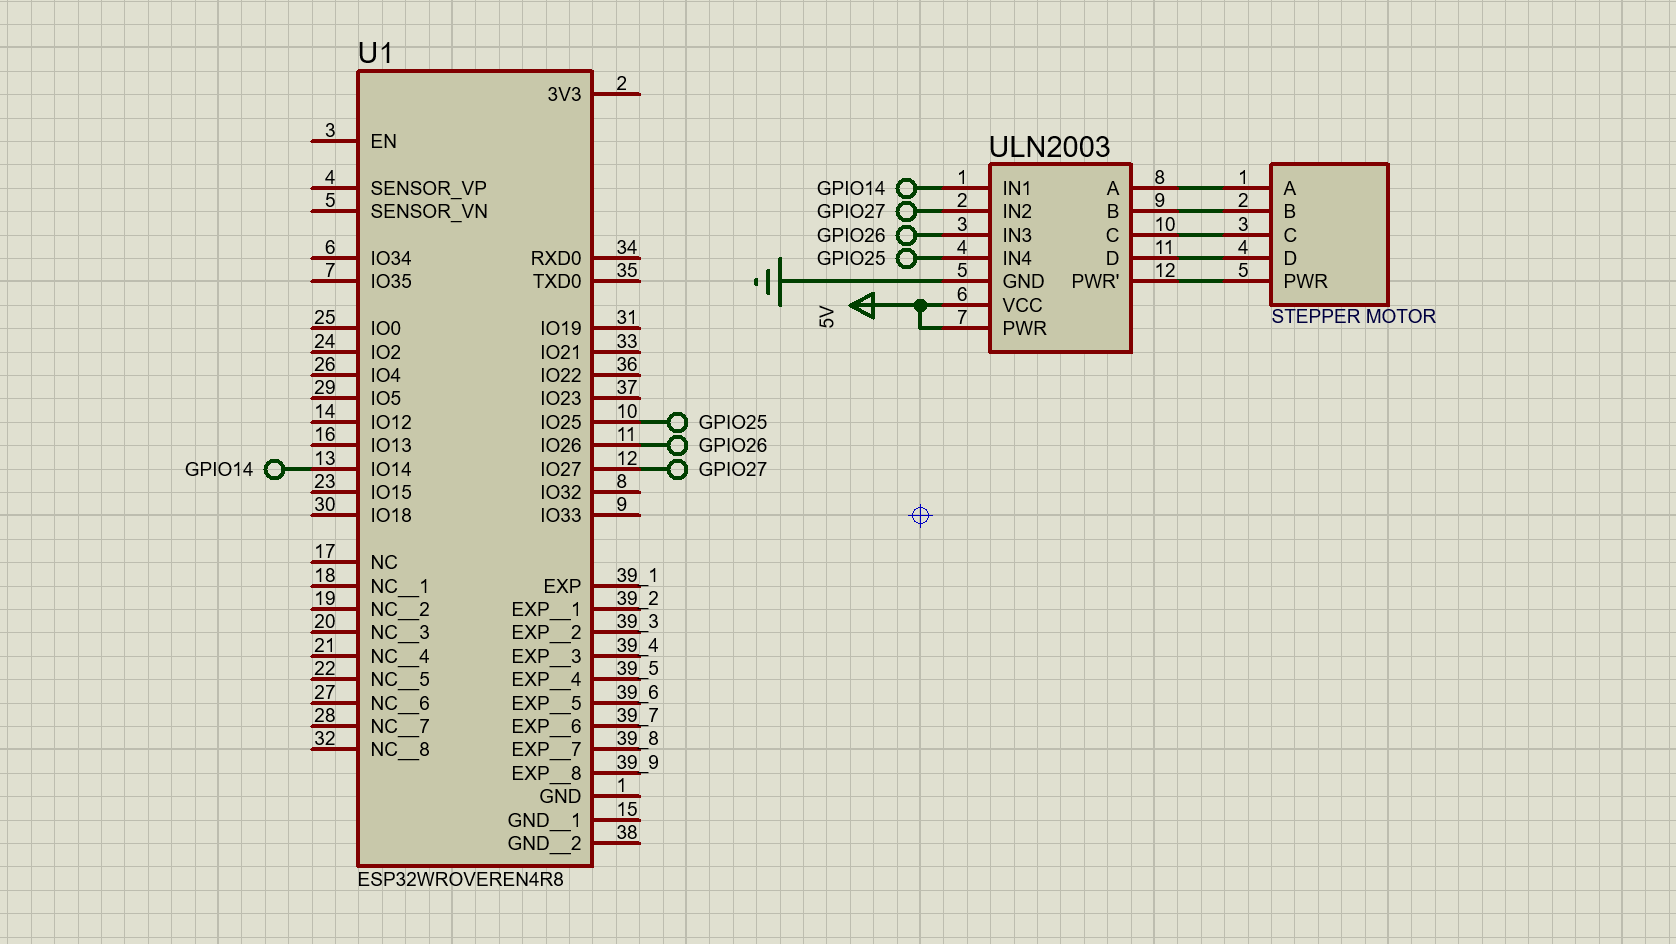 U1
3V3 2
3 EN
4 SENSOR_VP
5 SENSOR_VN
6 IO34 RXD0 34
7 IO35 TXD0 35
25 IO0 IO19 31
24 IO2 IO21 33
26 IO4 IO22 36
29 IO5 IO23 37
14 IO12 IO25 10 GPIO25
16 IO13 IO26 11 GPIO26
GPIO14 13 IO14 IO27 12 GPIO27
23 IO15 IO32 8
30 IO18 IO33 9
17 NC
18 NC__1 EXP 39_1
19 NC__2 EXP__1 39_2
20 NC__3 EXP__2 39_3
21 NC__4 EXP__3 39_4
22 NC__5 EXP__4 39_5
27 NC__6 EXP__5 39_6
28 NC__7 EXP__6 39_7
32 NC__8 EXP__7 39_8
EXP__8 39_9
GND 1
GND__1 15
GND__2 38
ESP32WROVEREN4R8
ULN2003
GPIO14 1 IN1 A 8 1 A
GPIO27 2 IN2 B 9 2 B
GPIO26 3 IN3 C 10 3 C
GPIO25 4 IN4 D 11 4 D
5 GND PWR' 12 5 PWR
5V 6 VCC
7 PWR
STEPPER MOTOR